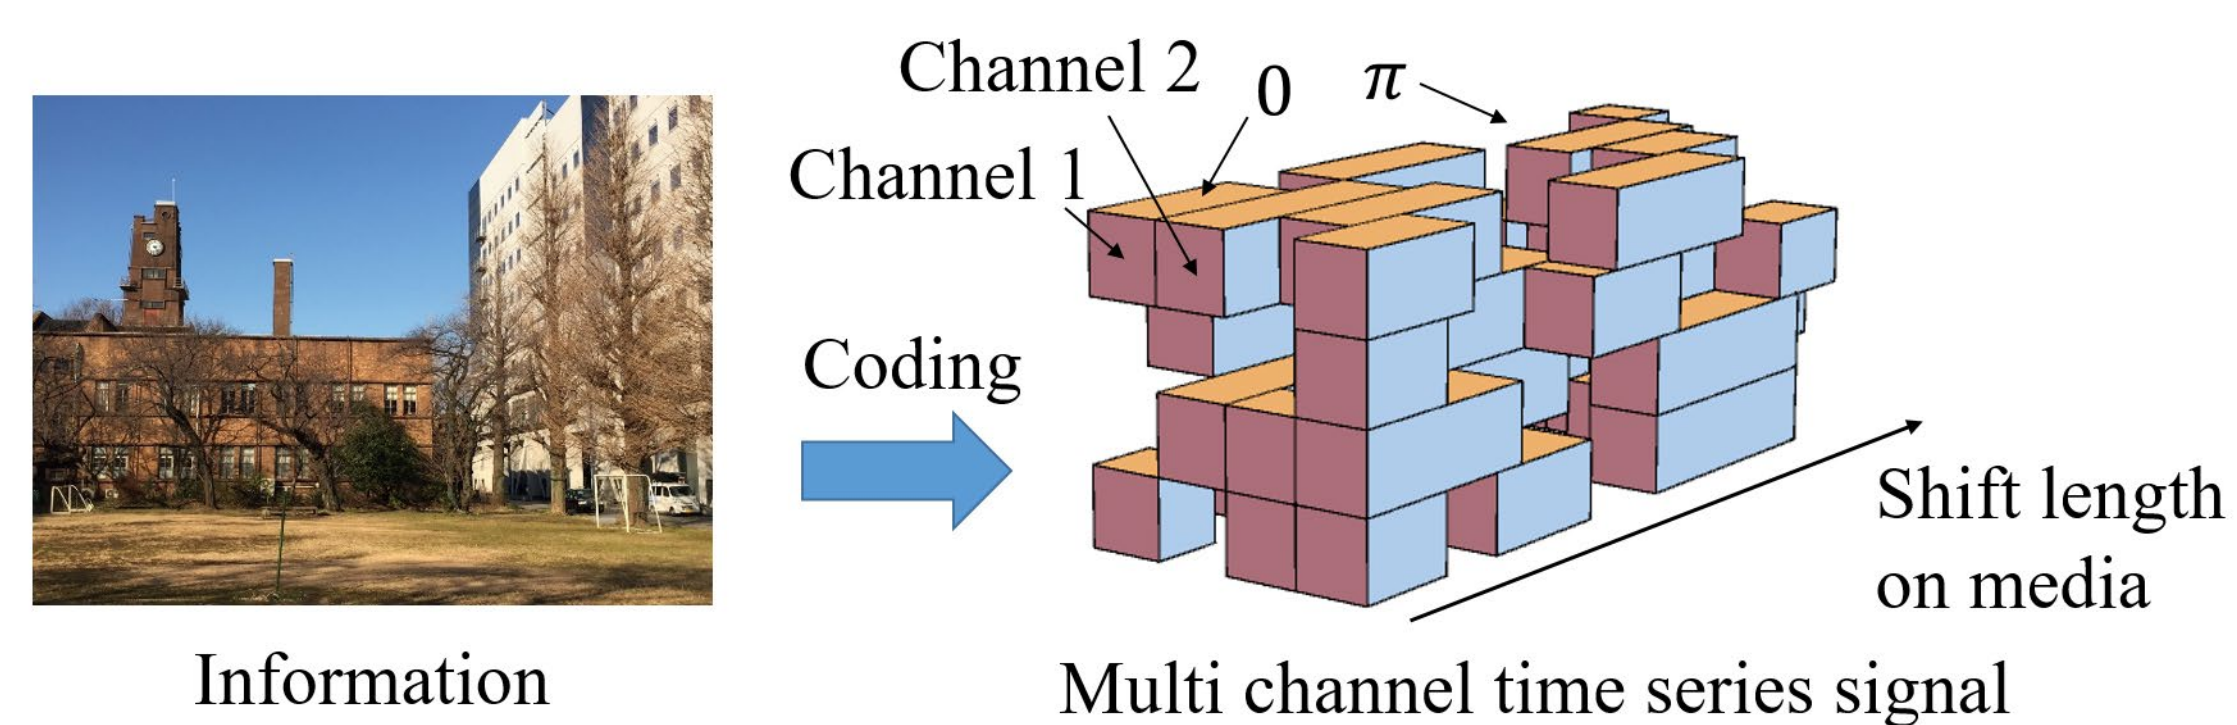 Channel 2
0
π
Channel 1
Coding
Shift length
on media
Information
Multi channel time series signal